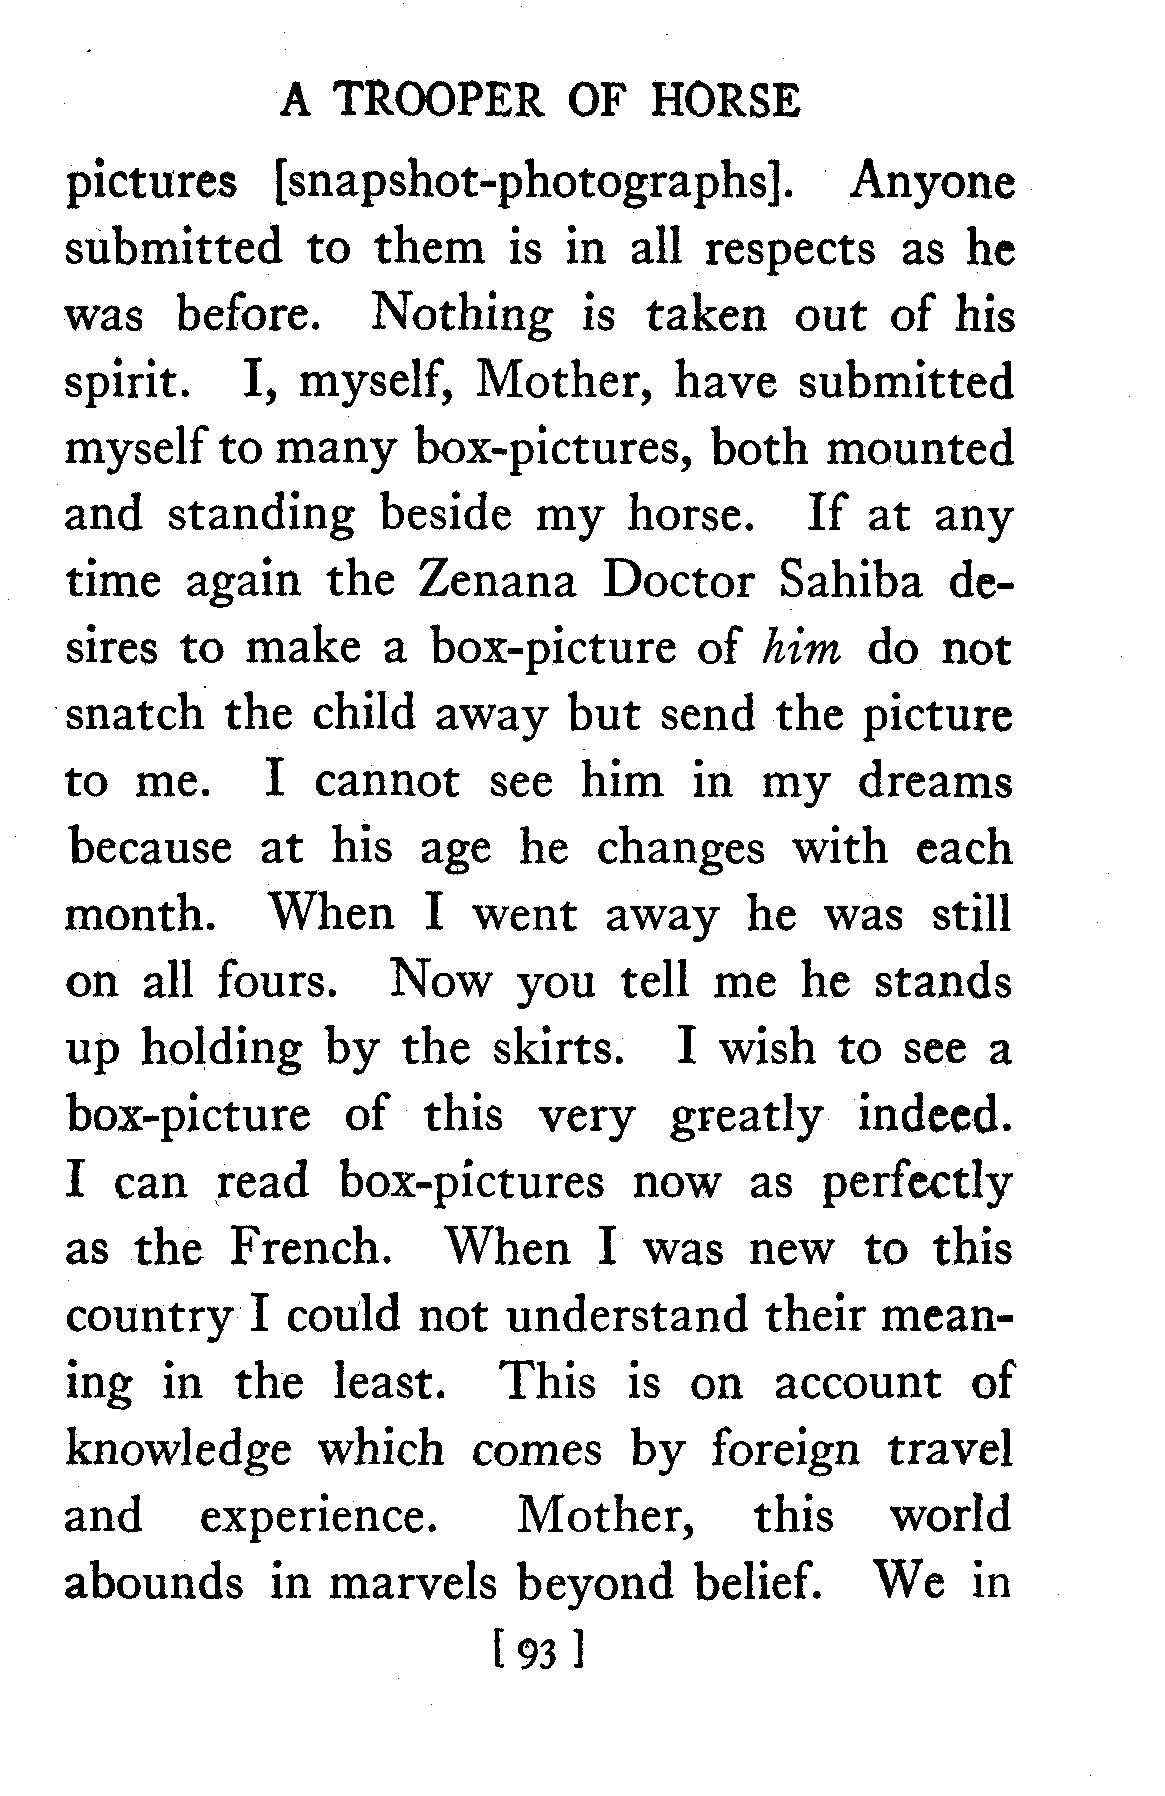 A TROOPER OF HORSE
pictures [snapshot-photographs]. Anyone
submitted to them is in all respects as he
was before. Nothing is taken out of his
spirit. I, myself, Mother, have submitted
myself to many box-pictures, both mounted
and standing beside my horse. If at any
time again the Zenana Doctor Sahiba de-
sires to make a box-picture of him do not
snatch the child away but send the picture
to me. I cannot see him in my dreams
because at his age he changes with each
month. When I went away he was still
on all fours. Now you tell me he stands
up holding by the skirts. I wish to see a
box-picture of this very greatly indeed.
I can read box-pictures now as perfectly
as the French. When I was new to this
country I could not understand their mean-
ing in the least. This is on account of
knowledge which comes by foreign travel
and experience. Mother, this world
abounds in marvels beyond belief. We in
[ 93 ]